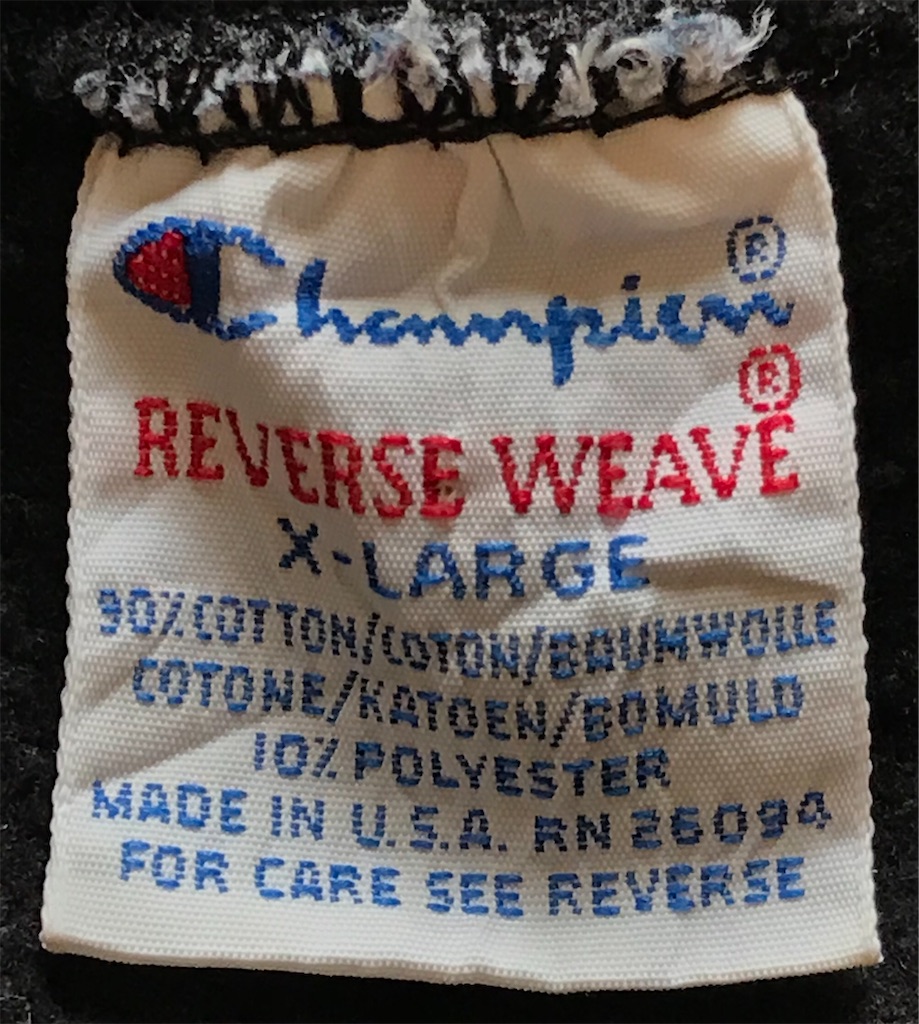 Champion®
REVERSE WEAVE®
X-LARGE
90% COTTON/COTON/BAUMWOLLE
COTONE/KATOEN/BOMULD
10% POLYESTER
MADE IN U.S.A. RN 26094
FOR CARE SEE REVERSE